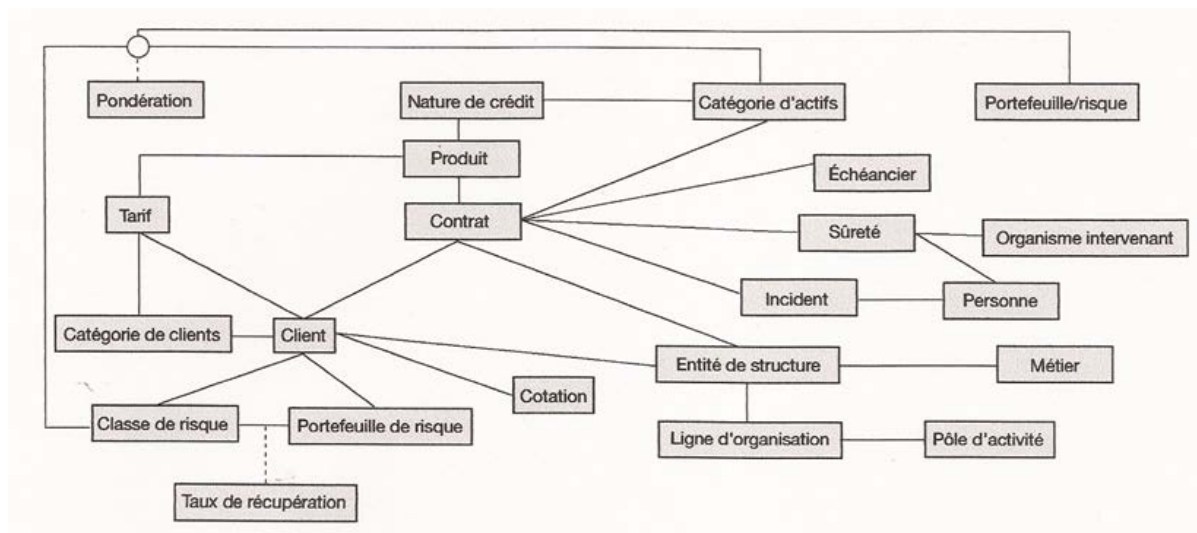 Pondération
Nature de crédit
Catégorie d'actifs
Portefeuille/risque
Produit
Échéancier
Tarif
Contrat
Sûreté
Organisme intervenant
Incident
Personne
Catégorie de clients
Client
Entité de structure
Métier
Cotation
Classe de risque
Portefeuille de risque
Ligne d'organisation
Pôle d'activité
Taux de récupération